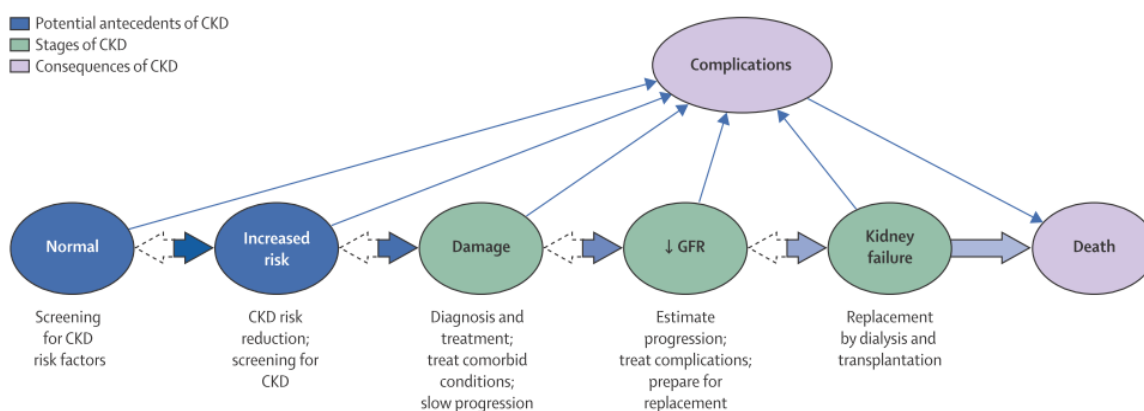 Potential antecedents of CKD
Stages of CKD
Consequences of CKD
Complications
Normal
Increased
risk
Damage
↓ GFR
Kidney
failure
Death
Screening
for CKD
risk factors
CKD risk
reduction;
screening for
CKD
Diagnosis and
treatment;
treat comorbid
conditions;
slow progression
Estimate
progression;
treat complications;
prepare for
replacement
Replacement
by dialysis and
transplantation